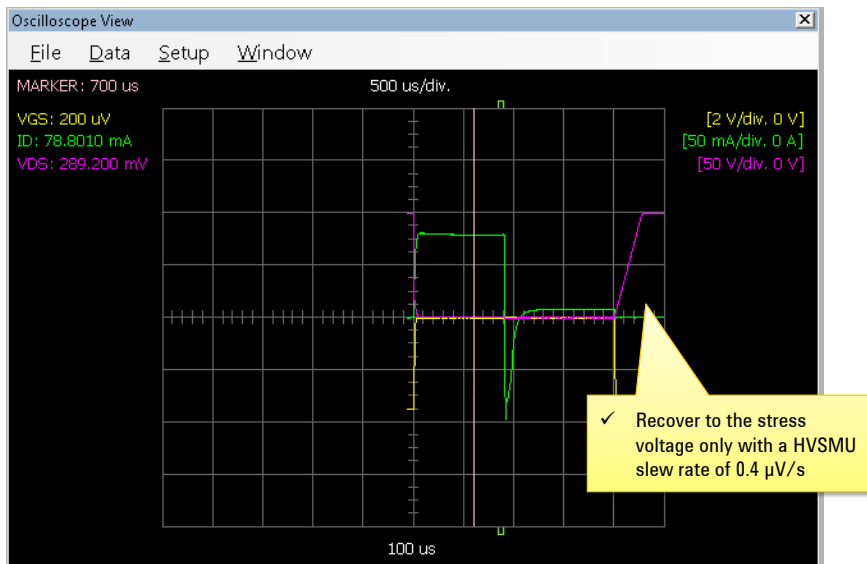 Oscilloscope View
File Data Setup Window
MARKER: 700 us 500 us/div.
VGS: 200 uV [2 V/div. 0 V]
ID: 78.8010 mA [50 mA/div. 0 A]
VDS: 289.200 mV [50 V/div. 0 V]
✓ Recover to the stress
voltage only with a HVSMU
slew rate of 0.4 μV/s
100 us